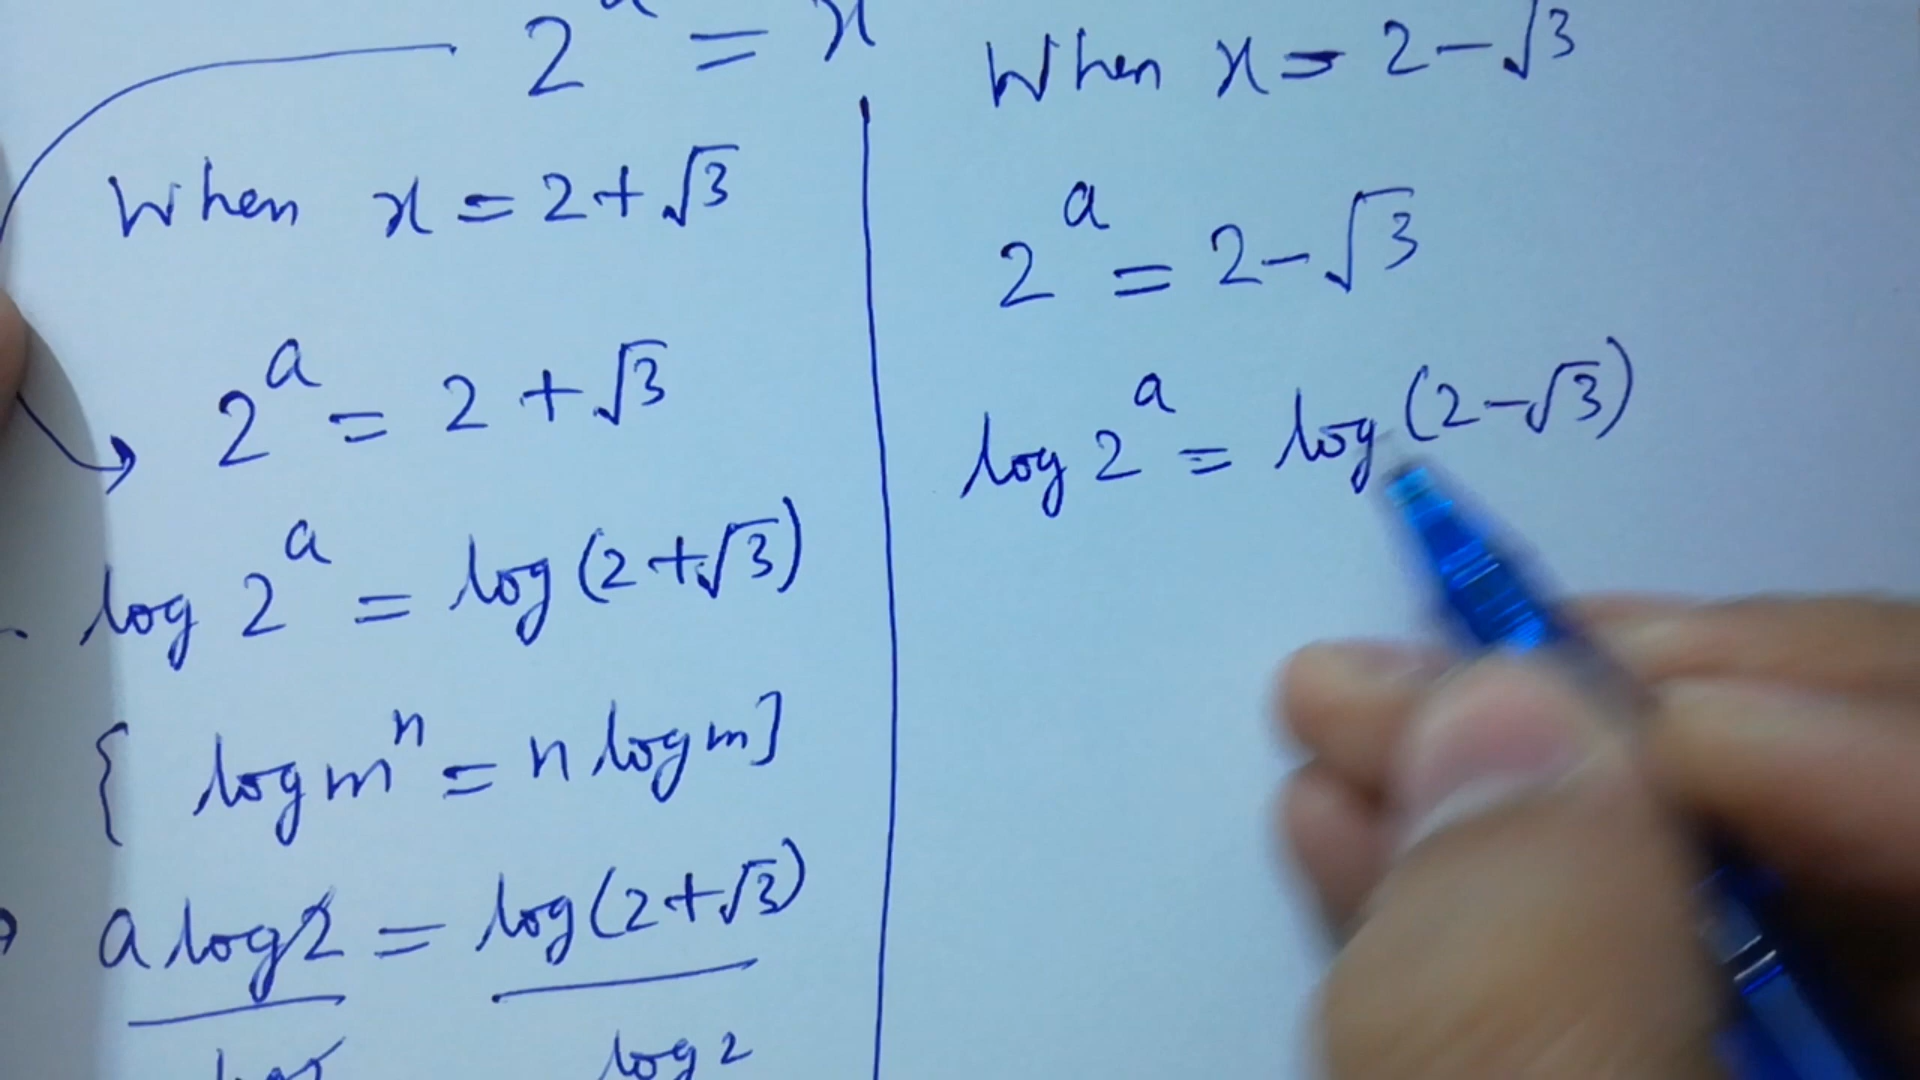 2^a = x
When x = 2 + √3
2^a = 2 + √3
log 2^a = log (2 + √3)
{ log m^n = n log m ]
a log 2 = log (2 + √3)
log 2
When x = 2 - √3
2^a = 2 - √3
log 2^a = log (2 - √3)